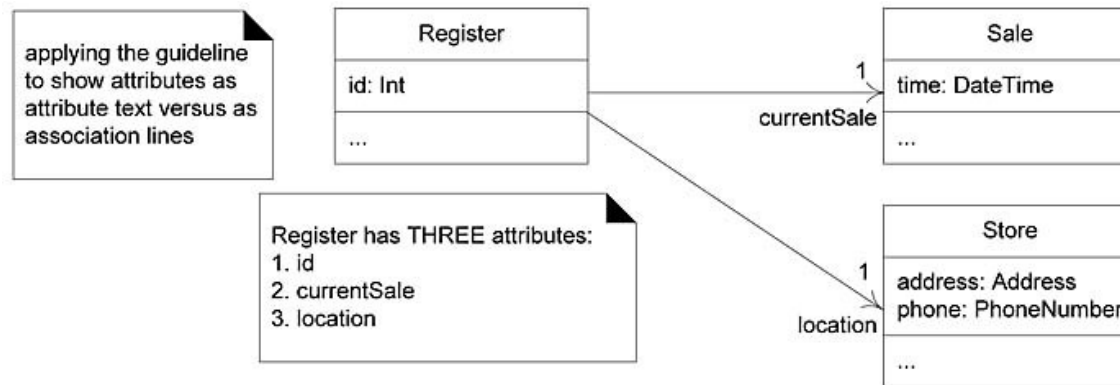 applying the guideline
to show attributes as
attribute text versus as
association lines
Register
id: Int
...
1
currentSale
Sale
time: DateTime
...
Register has THREE attributes:
1. id
2. currentSale
3. location
1
location
Store
address: Address
phone: PhoneNumber
...